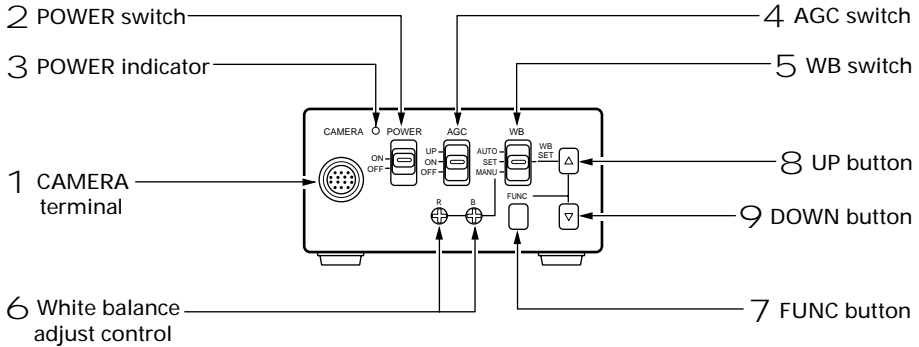 2 POWER switch
4 AGC switch
3 POWER indicator
5 WB switch
CAMERA POWER AGC WB
ON
OFF
UP
ON
OFF
AUTO
SET
MANU
WB
SET
8 UP button
1 CAMERA
terminal
R B
FUNC
9 DOWN button
6 White balance
adjust control
7 FUNC button